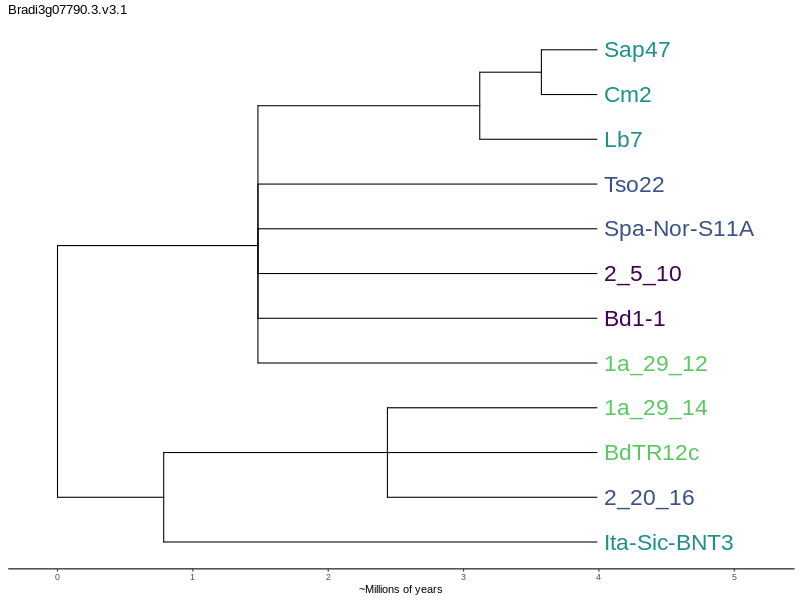 Bradi3g07790.3.v3.1
Sap47
Cm2
Lb7
Tso22
Spa-Nor-S11A
2_5_10
Bd1-1
1a_29_12
1a_29_14
BdTR12c
2_20_16
Ita-Sic-BNT3
0 1 2 3 4 5
~Millions of years